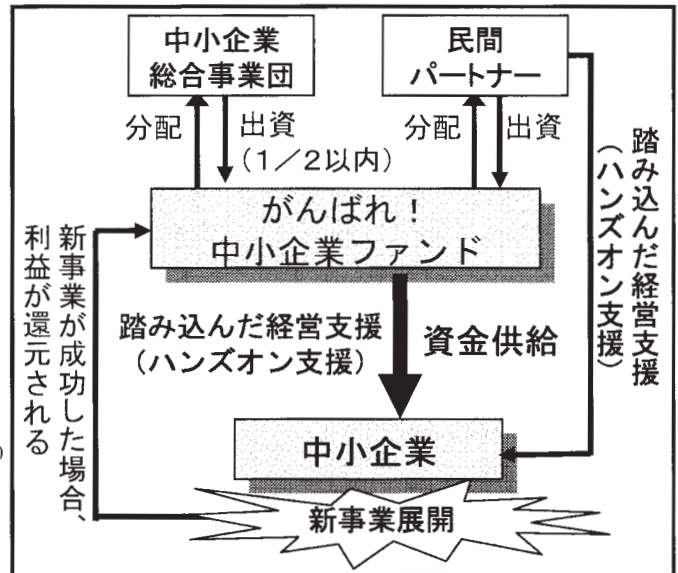 中小企業
総合事業団
民間
パートナー
分配
出資
(1/2以内)
分配
出資
踏み込んだ経営支援
(ハンズオン支援)
がんばれ!
中小企業ファンド
新事業が成功した場合、
利益が還元される
踏み込んだ経営支援
(ハンズオン支援)
資金供給
中小企業
新事業展開